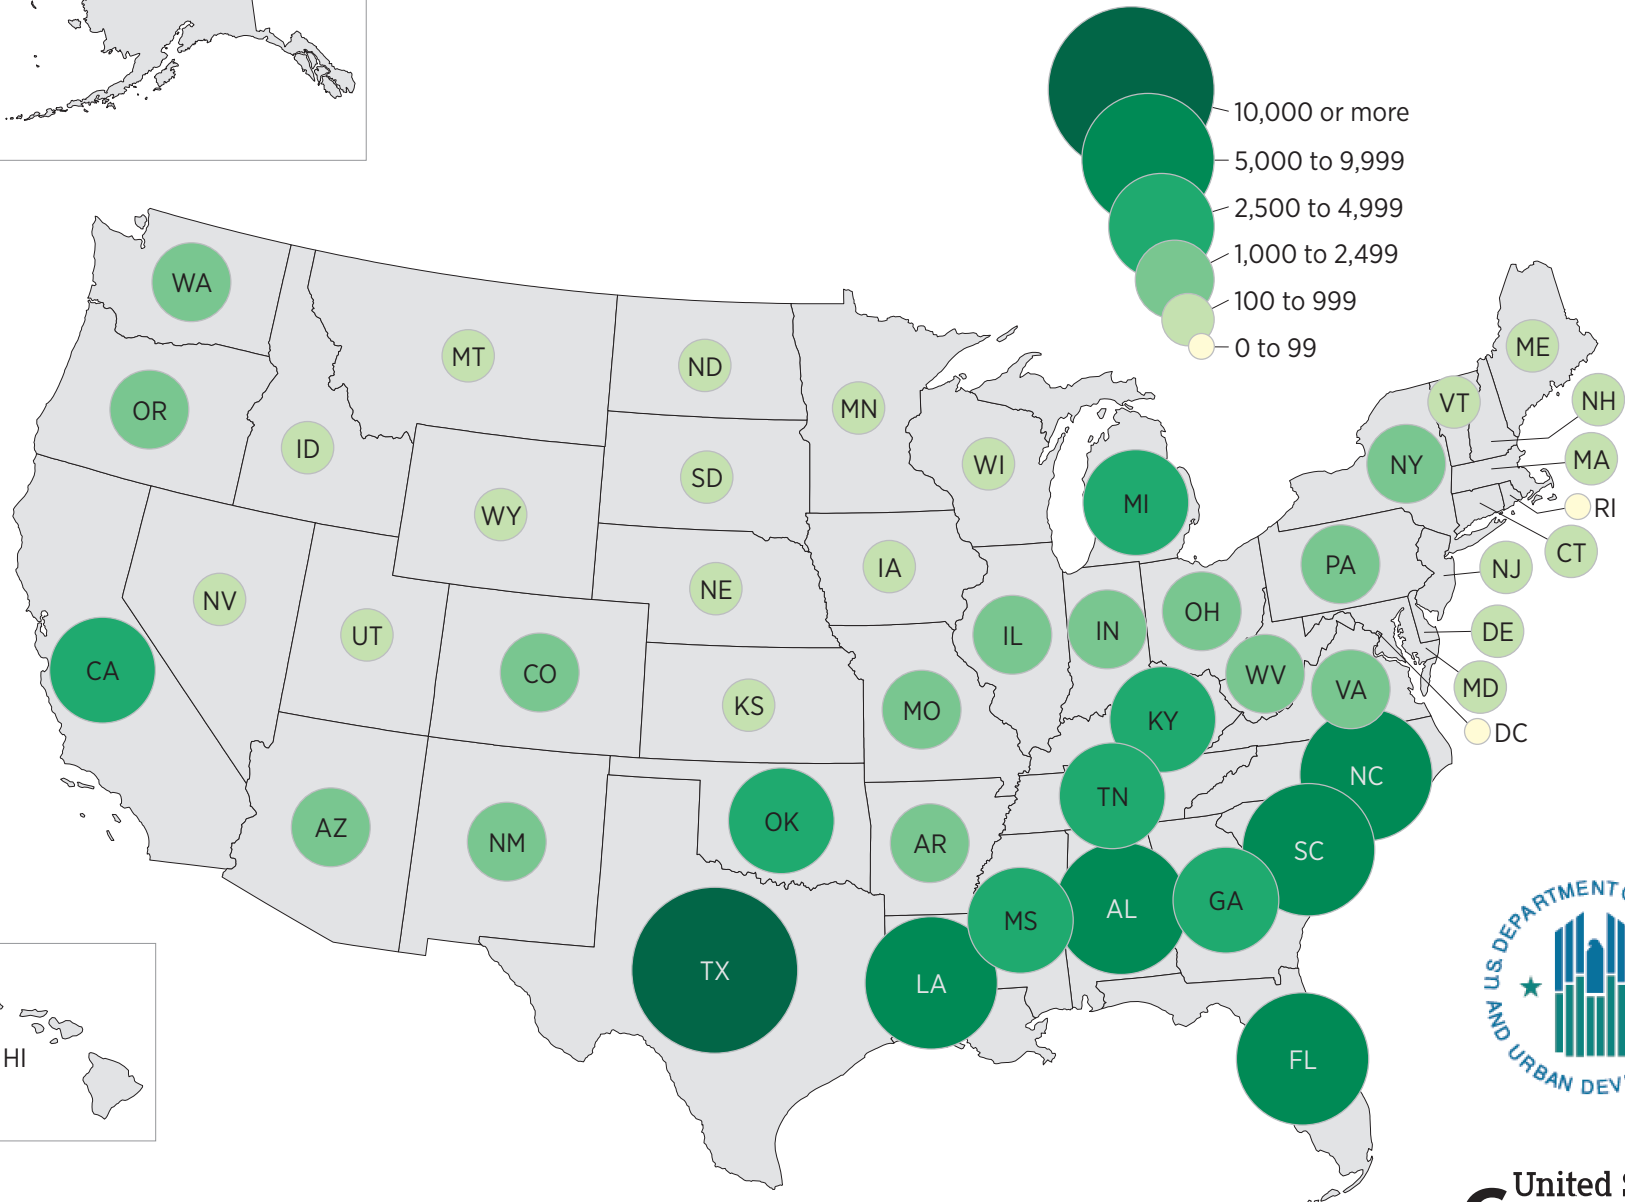 10,000 or more
5,000 to 9,999
2,500 to 4,999
1,000 to 2,499
100 to 999
0 to 99
WA
MT
ND
MN
ME
OR
ID
VT
NH
WY
SD
WI
MI
NY
MA
RI
NV
UT
NE
IA
PA
CT
NJ
CA
CO
KS
MO
IL
IN
OH
WV
VA
DE
MD
DC
KY
TN
NC
AZ
NM
OK
AR
SC
TX
LA
MS
AL
GA
FL
HI
AND U.S. DEPARTMENT
URBAN DEV
United S